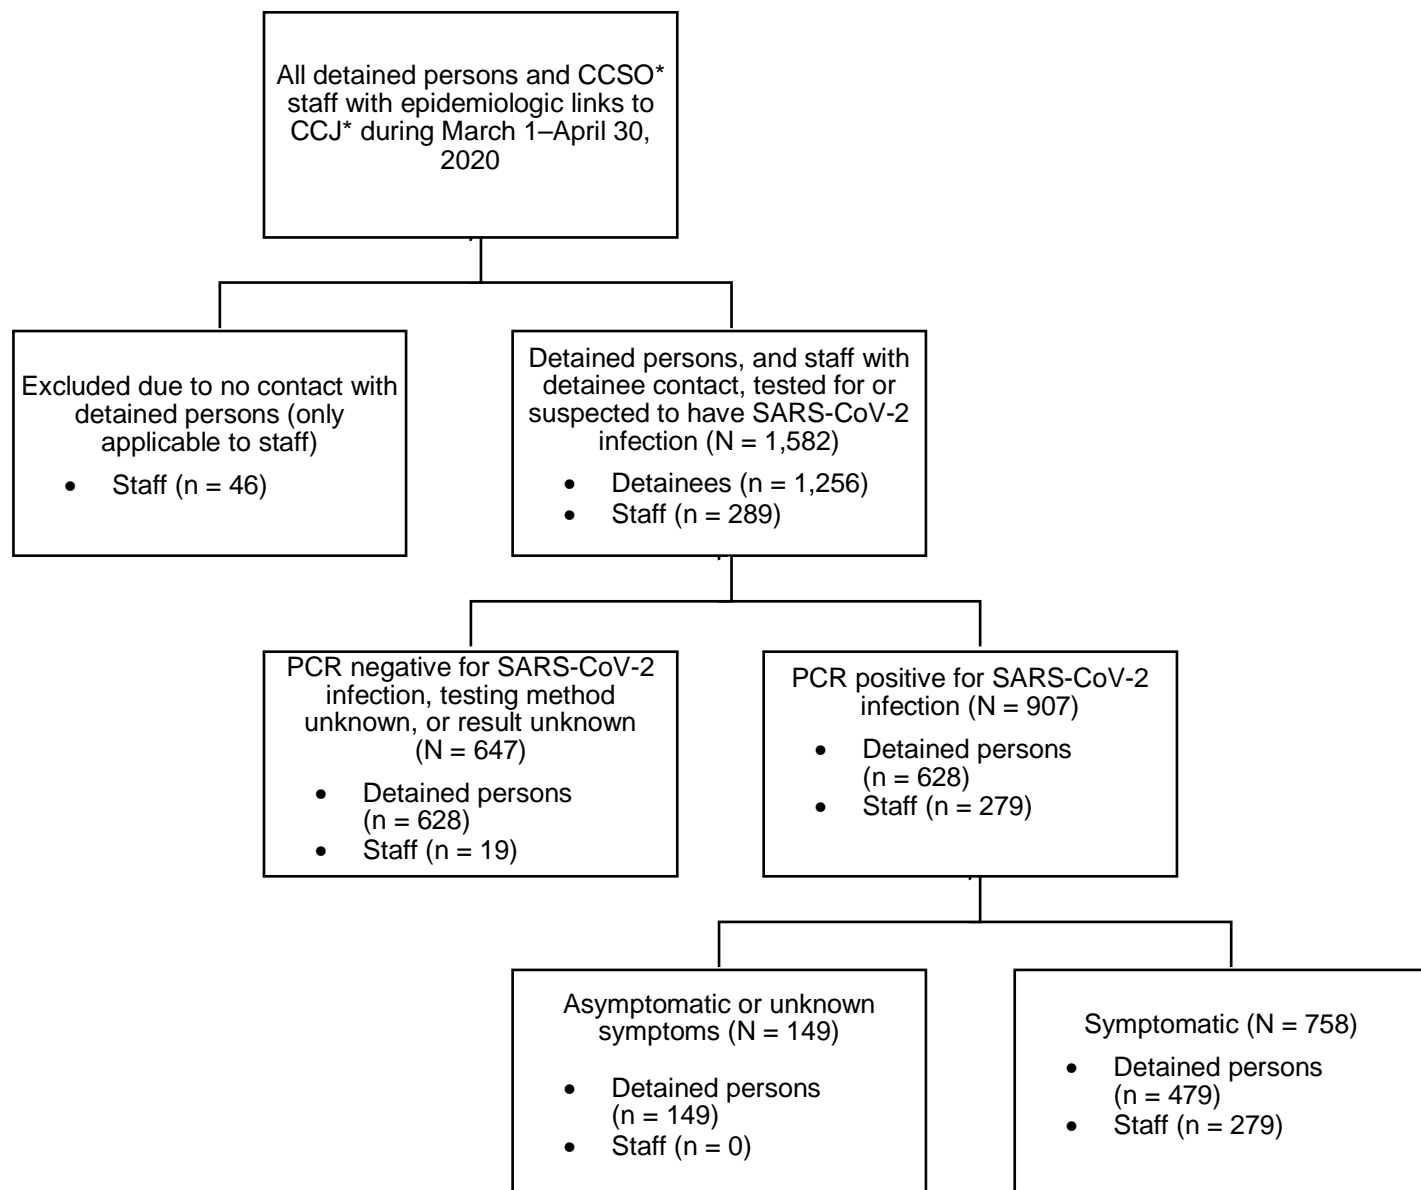 All detained persons and CCSO*
staff with epidemiologic links to
CCJ* during March 1–April 30,
2020
Excluded due to no contact with
detained persons (only
applicable to staff)
• Staff (n = 46)
Detained persons, and staff with
detainee contact, tested for or
suspected to have SARS-CoV-2
infection (N = 1,582)
• Detainees (n = 1,256)
• Staff (n = 289)
PCR negative for SARS-CoV-2
infection, testing method
unknown, or result unknown
(N = 647)
• Detained persons
(n = 628)
• Staff (n = 19)
PCR positive for SARS-CoV-2
infection (N = 907)
• Detained persons
(n = 628)
• Staff (n = 279)
Asymptomatic or unknown
symptoms (N = 149)
• Detained persons
(n = 149)
• Staff (n = 0)
Symptomatic (N = 758)
• Detained persons
(n = 479)
• Staff (n = 279)